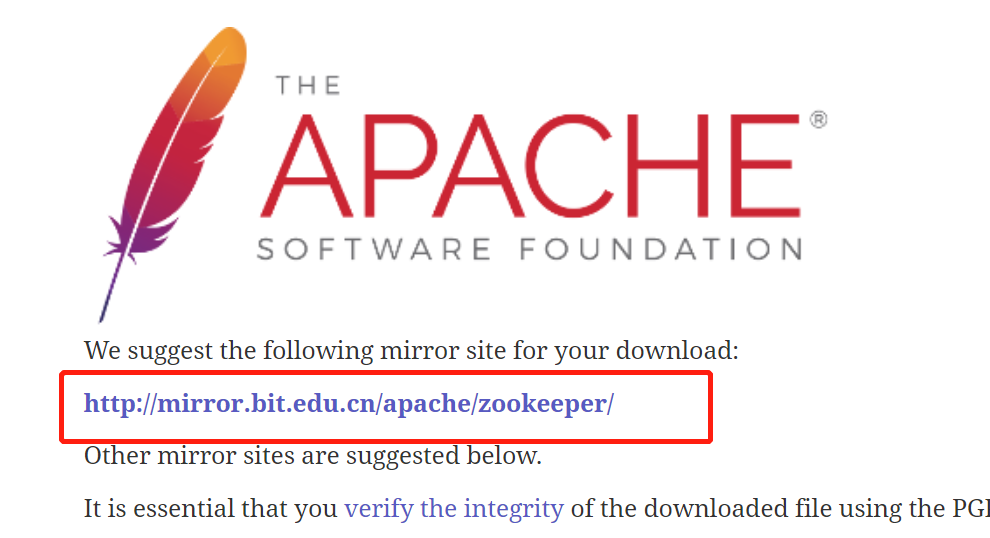 THE
APACHE®
SOFTWARE FOUNDATION
We suggest the following mirror site for your download:
http://mirror.bit.edu.cn/apache/zookeeper/
Other mirror sites are suggested below.
It is essential that you verify the integrity of the downloaded file using the